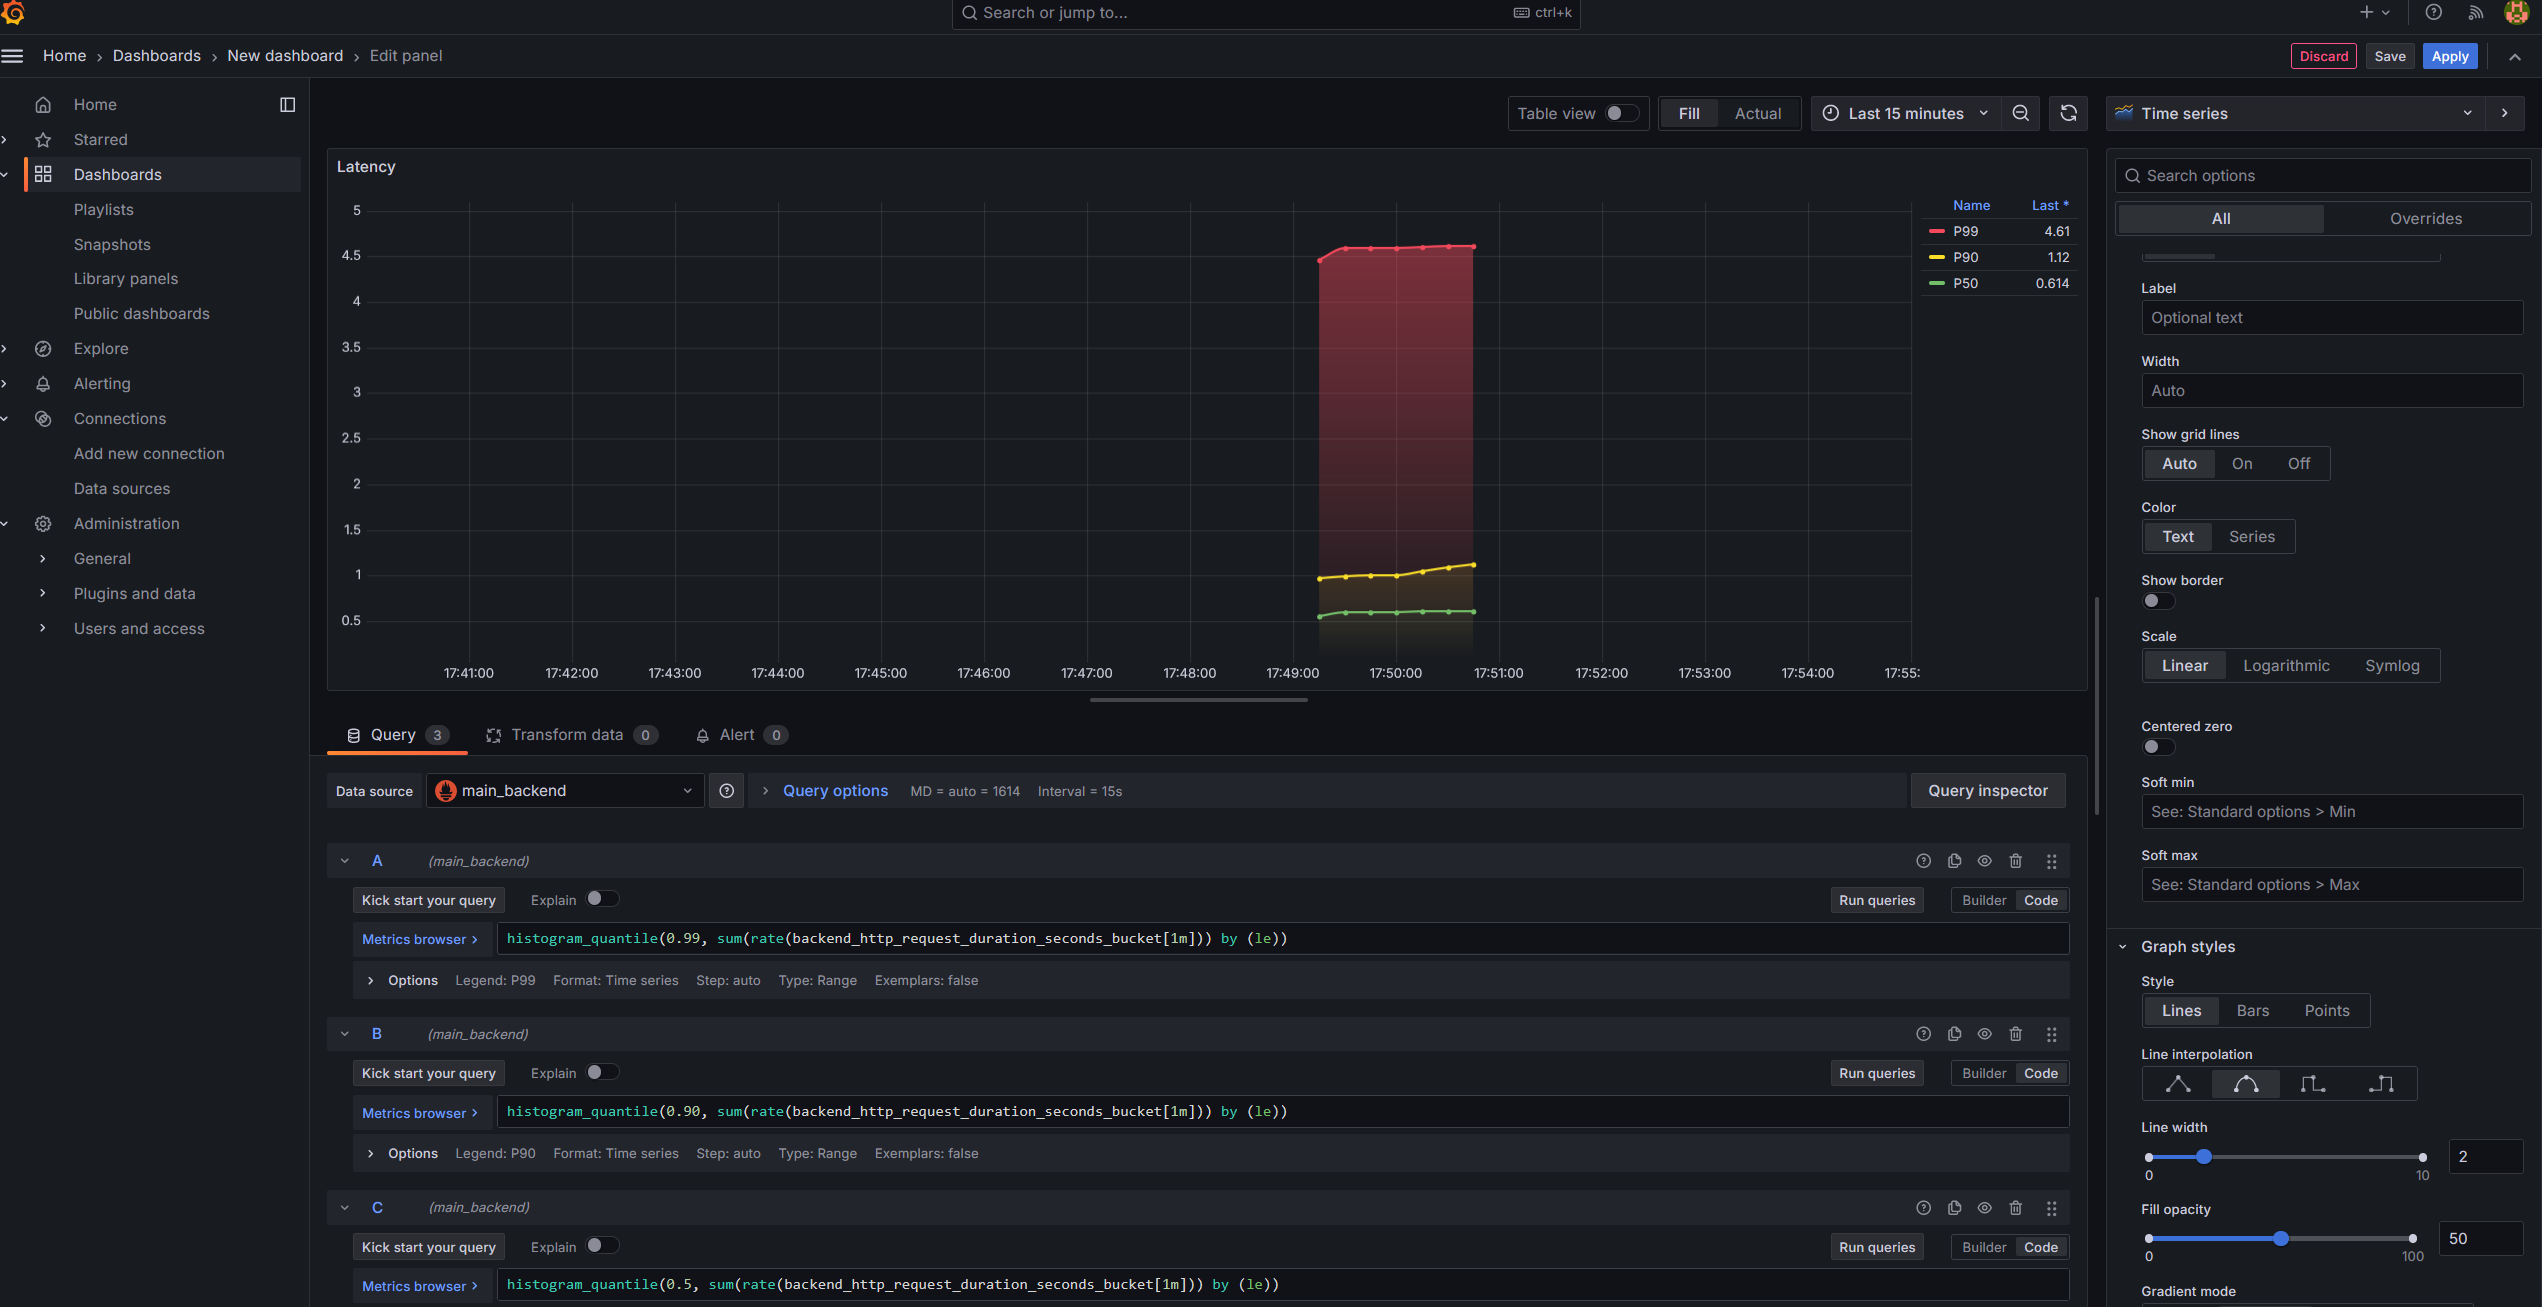 Search or jump to...
ctrl+k
Home › Dashboards › New dashboard › Edit panel
Discard
Save
Apply
Home
Starred
Dashboards
Playlists
Snapshots
Library panels
Public dashboards
Explore
Alerting
Connections
Add new connection
Data sources
Administration
General
Plugins and data
Users and access
Table view
Fill
Actual
Last 15 minutes
Latency
5
4.5
4
3.5
3
2.5
2
1.5
1
0.5
17:41:00 17:42:00 17:43:00 17:44:00 17:45:00 17:46:00 17:47:00 17:48:00 17:49:00 17:50:00 17:51:00 17:52:00 17:53:00 17:54:00 17:55:
Name Last *
P99 4.61
P90 1.12
P50 0.614
Query 3
Transform data 0
Alert 0
Data source
main_backend
Query options MD = auto = 1614 Interval = 15s
Query inspector
A (main_backend)
Kick start your query Explain Run queries Builder Code
Metrics browser > histogram_quantile(0.99, sum(rate(backend_http_request_duration_seconds_bucket[1m])) by (le))
Options Legend: P99 Format: Time series Step: auto Type: Range Exemplars: false
B (main_backend)
Kick start your query Explain Run queries Builder Code
Metrics browser > histogram_quantile(0.90, sum(rate(backend_http_request_duration_seconds_bucket[1m])) by (le))
Options Legend: P90 Format: Time series Step: auto Type: Range Exemplars: false
C (main_backend)
Kick start your query Explain Run queries Builder Code
Metrics browser > histogram_quantile(0.5, sum(rate(backend_http_request_duration_seconds_bucket[1m])) by (le))
Time series
Search options
All
Overrides
Label
Optional text
Width
Auto
Show grid lines
Auto On Off
Color
Text Series
Show border
Scale
Linear Logarithmic Symlog
Centered zero
Soft min
See: Standard options > Min
Soft max
See: Standard options > Max
Graph styles
Style
Lines Bars Points
Line interpolation
Line width
0 10
2
Fill opacity
0 100
50
Gradient mode